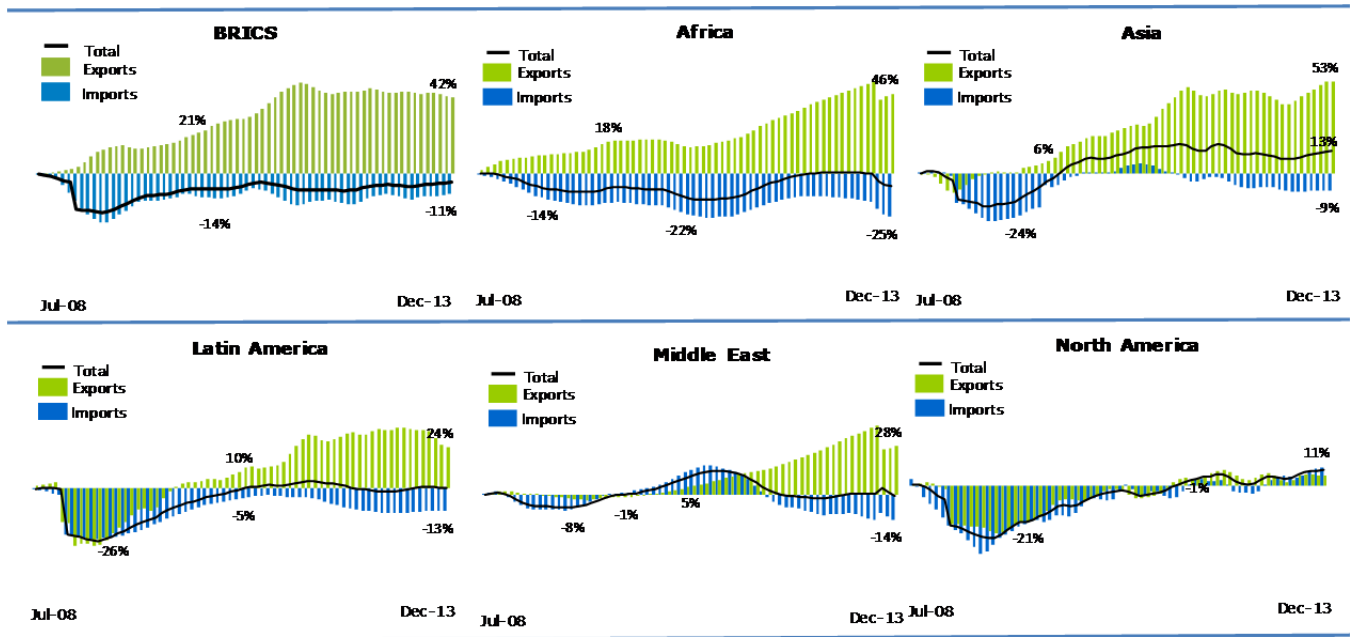 BRICS
Total
Exports
Imports
42%
21%
-14%
-11%
Jul-08
Dec-13
Africa
Total
Exports
Imports
46%
18%
-14%
-22%
-25%
Jul-08
Dec-13
Asia
Total
Exports
Imports
53%
6%
13%
-24%
-9%
Jul-08
Dec-13
Latin America
Total
Exports
Imports
24%
10%
-5%
-13%
-26%
Jul-08
Dec-13
Middle East
Total
Exports
Imports
28%
5%
-1%
-8%
-14%
Jul-08
Dec-13
North America
Total
Exports
Imports
11%
-1%
-21%
Jul-08
Dec-13